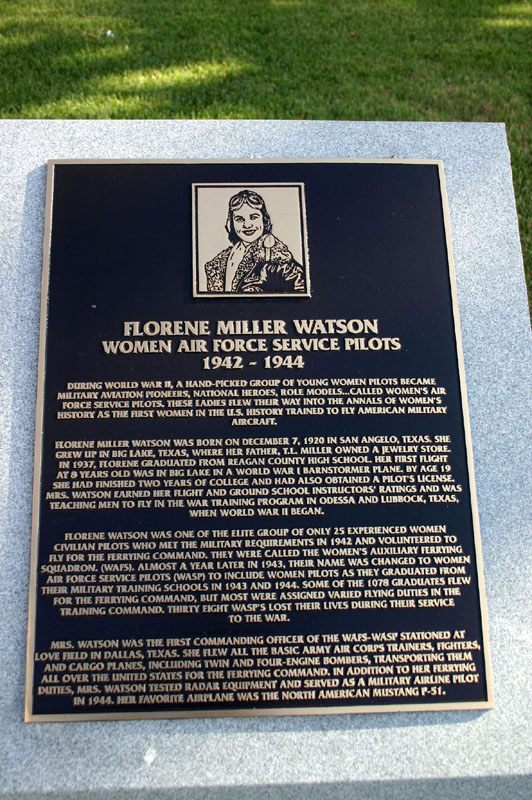 FLORENE MILLER WATSON
WOMEN AIR FORCE SERVICE PILOTS
1942 - 1944
DURING WORLD WAR II, A HAND-PICKED GROUP OF YOUNG WOMEN PILOTS BECAME
MILITARY AVIATION PIONEERS, NATIONAL HEROES, ROLE MODELS...CALLED WOMEN'S AIR
FORCE SERVICE PILOTS. THESE LADIES FLEW THEIR WAY INTO THE ANNALS OF WOMEN'S
HISTORY AS THE FIRST WOMEN IN THE U.S. HISTORY TRAINED TO FLY AMERICAN MILITARY
AIRCRAFT.
FLORENE MILLER WATSON WAS BORN ON DECEMBER 7, 1920 IN SAN ANGELO, TEXAS. SHE
GREW UP IN BIG LAKE, TEXAS, WHERE HER FATHER, T.L. MILLER OWNED A JEWELRY STORE.
IN 1937, FLORENE GRADUATED FROM REAGAN COUNTY HIGH SCHOOL. HER FIRST FLIGHT
AT 8 YEARS OLD WAS IN BIG LAKE IN A WORLD WAR I BARNSTORMER PLANE. BY AGE 19
SHE HAD FINISHED TWO YEARS OF COLLEGE AND HAD ALSO OBTAINED A PILOT'S LICENSE.
MRS. WATSON EARNED HER FLIGHT AND GROUND SCHOOL INSTRUCTORS' RATINGS AND WAS
TEACHING MEN TO FLY IN THE WAR TRAINING PROGRAM IN ODESSA AND LUBBOCK, TEXAS,
WHEN WORLD WAR II BEGAN.
FLORENE WATSON WAS ONE OF THE ELITE GROUP OF ONLY 25 EXPERIENCED WOMEN
CIVILIAN PILOTS WHO MET THE MILITARY REQUIREMENTS IN 1942 AND VOLUNTEERED TO
FLY FOR THE FERRYING COMMAND. THEY WERE CALLED THE WOMEN'S AUXILIARY FERRYING
SQUADRON. (WAFS). ALMOST A YEAR LATER IN 1943, THEIR NAME WAS CHANGED TO WOMEN
AIR FORCE SERVICE PILOTS (WASP) TO INCLUDE WOMEN PILOTS AS THEY GRADUATED FROM
THEIR MILITARY TRAINING SCHOOLS IN 1943 AND 1944. SOME OF THE 1078 GRADUATES FLEW
FOR THE FERRYING COMMAND, BUT MOST WERE ASSIGNED VARIED FLYING DUTIES IN THE
TRAINING COMMAND. THIRTY EIGHT WASP'S LOST THEIR LIVES DURING THEIR SERVICE
TO THE WAR.
MRS. WATSON WAS THE FIRST COMMANDING OFFICER OF THE WAFS-WASP STATIONED AT
LOVE FIELD IN DALLAS, TEXAS. SHE FLEW ALL THE BASIC ARMY AIR CORPS TRAINERS, FIGHTERS,
AND CARGO PLANES, INCLUDING TWIN AND FOUR-ENGINE BOMBERS, TRANSPORTING THEM
ALL OVER THE UNITED STATES FOR THE FERRYING COMMAND. IN ADDITION TO HER FERRYING
DUTIES, MRS. WATSON TESTED RADAR EQUIPMENT AND SERVED AS A MILITARY AIRLINE PILOT
IN 1944. HER FAVORITE AIRPLANE WAS THE NORTH AMERICAN MUSTANG P-51.